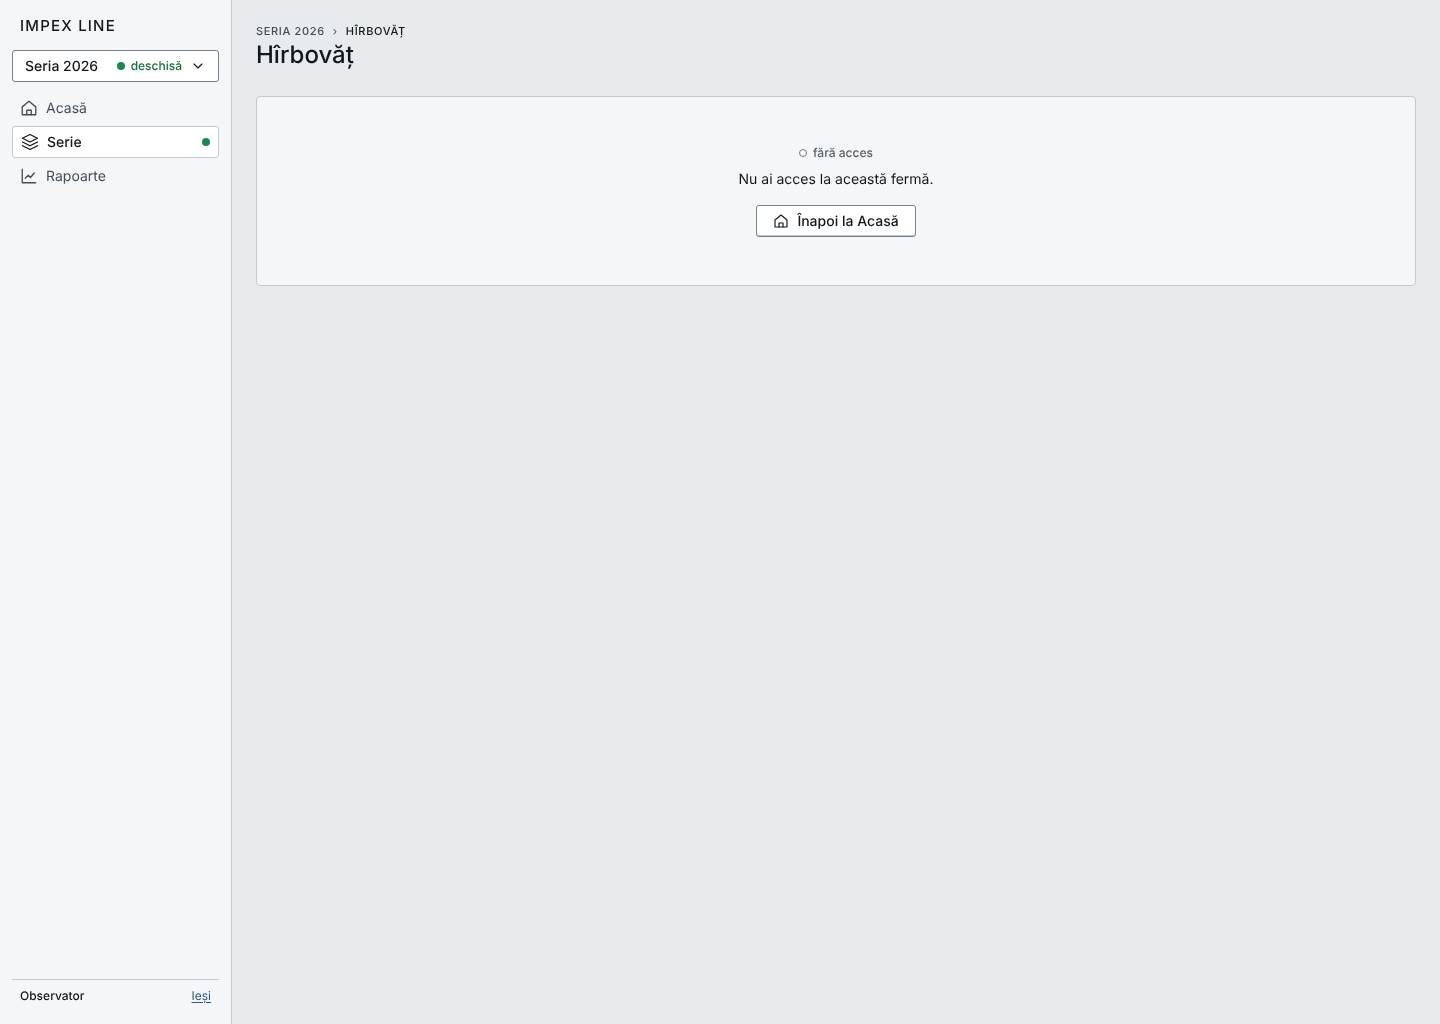 IMPEX LINE
Seria 2026 deschisă
Acasă
Serie
Rapoarte
SERIA 2026 › HÎRBOVĂȚ
Hîrbovăț
fără acces
Nu ai acces la această fermă.
Înapoi la Acasă
Observator Ieși